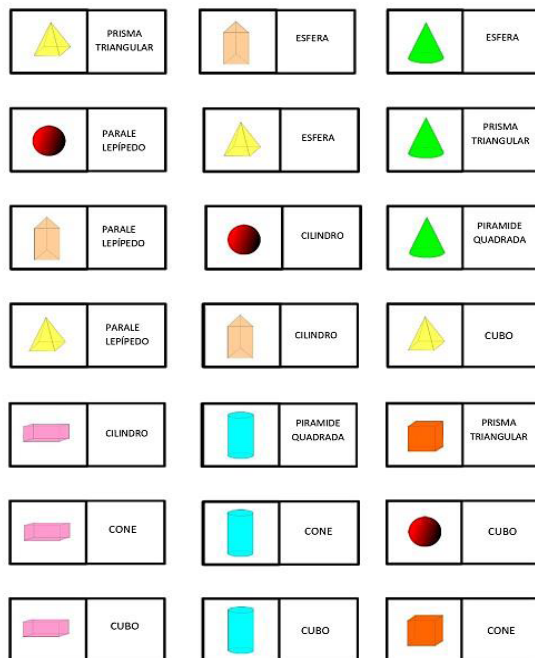 PRISMA
TRIANGULAR
ESFERA
ESFERA
PARALE
LEPÍPEDO
ESFERA
PRISMA
TRIANGULAR
PARALE
LEPÍPEDO
CILINDRO
PIRAMIDE
QUADRADA
PARALE
LEPÍPEDO
CILINDRO
CUBO
CILINDRO
PIRAMIDE
QUADRADA
PRISMA
TRIANGULAR
CONE
CONE
CUBO
CUBO
CUBO
CONE